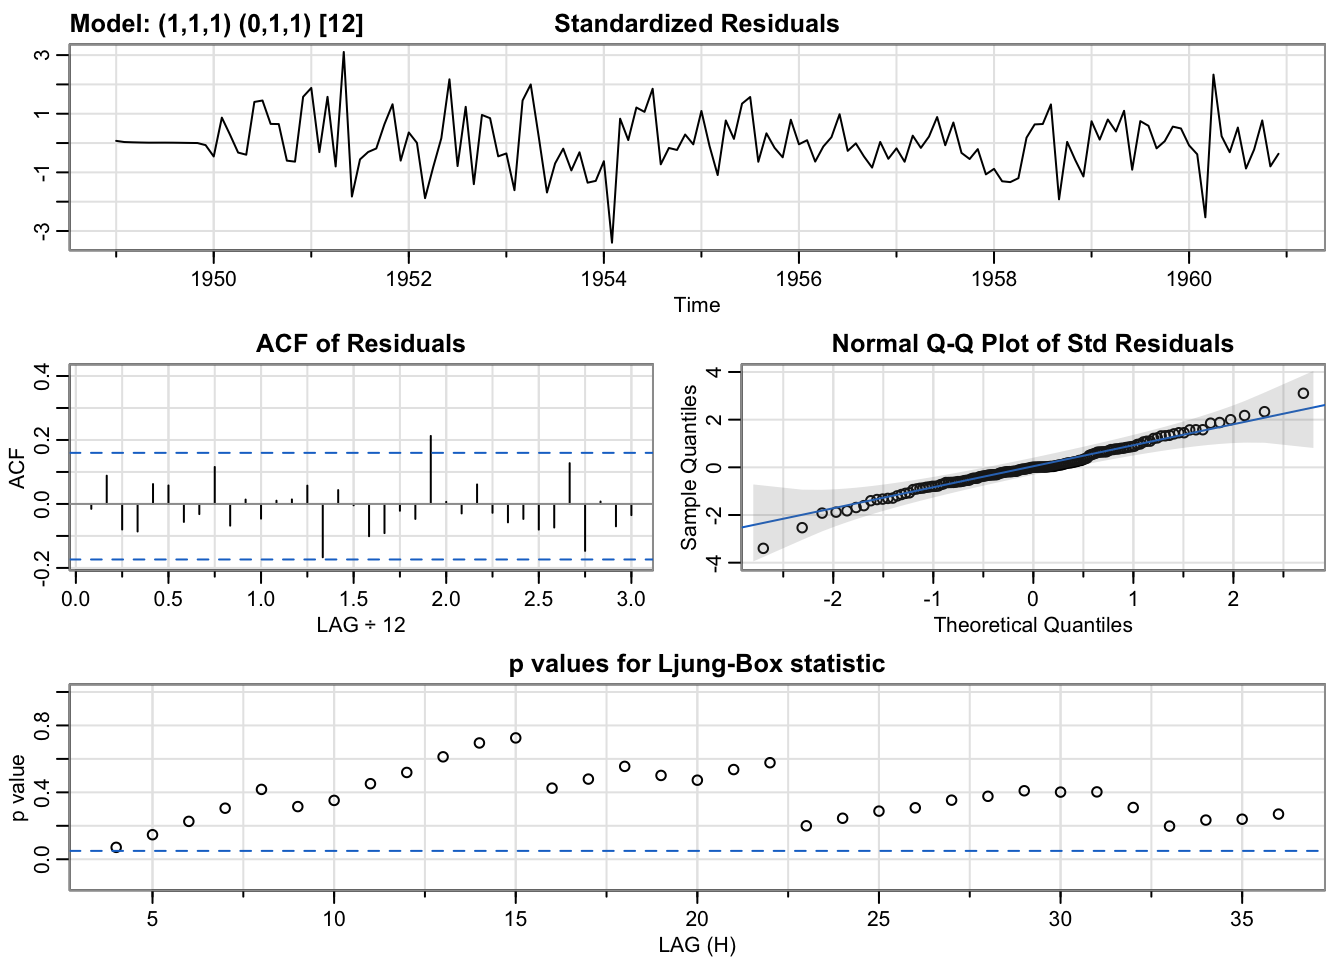 Model: (1,1,1) (0,1,1) [12]
Standardized Residuals
3
1
-1
-3
1950 1952 1954 1956 1958 1960
Time
ACF of Residuals
ACF
0.4
0.2
0.0
-0.2
0.0 0.5 1.0 1.5 2.0 2.5 3.0
LAG ÷ 12
Normal Q-Q Plot of Std Residuals
Sample Quantiles
4
2
0
-2
-4
-2 -1 0 1 2
Theoretical Quantiles
p values for Ljung-Box statistic
p value
0.8
0.4
0.0
5 10 15 20 25 30 35
LAG (H)